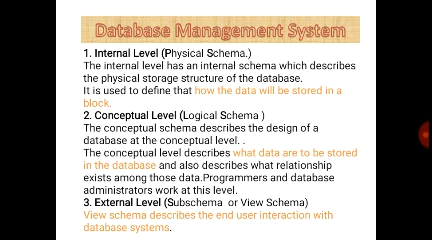 Database Management System
1. Internal Level (Physical Schema.)
The internal level has an internal schema which describes
the physical storage structure of the database.
It is used to define that how the data will be stored in a
block.
2. Conceptual Level (Logical Schema )
The conceptual schema describes the design of a
database at the conceptual level. .
The conceptual level describes what data are to be stored
in the database and also describes what relationship
exists among those data.Programmers and database
administrators work at this level.
3. External Level (Subschema or View Schema)
View schema describes the end user interaction with
database systems.